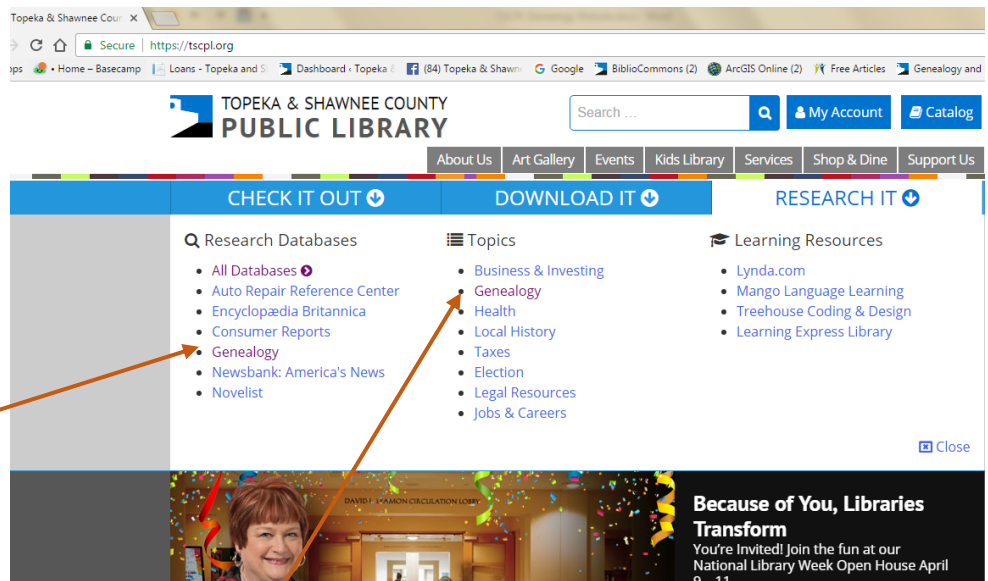 Topeka & Shawnee Cour
Secure | https://tscpl.org
Home – Basecamp Loans - Topeka and S Dashboard ‹ Topeka & (84) Topeka & Shawn Google BiblioCommons (2) ArcGIS Online (2) Free Articles Genealogy and
TOPEKA & SHAWNEE COUNTY
PUBLIC LIBRARY
Search ... My Account Catalog
About Us Art Gallery Events Kids Library Services Shop & Dine Support Us
CHECK IT OUT DOWNLOAD IT RESEARCH IT
Research Databases
All Databases
Auto Repair Reference Center
Encyclopædia Britannica
Consumer Reports
Genealogy
Newsbank: America's News
Novelist
Topics
Business & Investing
Genealogy
Health
Local History
Taxes
Election
Legal Resources
Jobs & Careers
Learning Resources
Lynda.com
Mango Language Learning
Treehouse Coding & Design
Learning Express Library
Close
CIRCULATION LOBBY
Because of You, Libraries
Transform
You're Invited! Join the fun at our
National Library Week Open House April